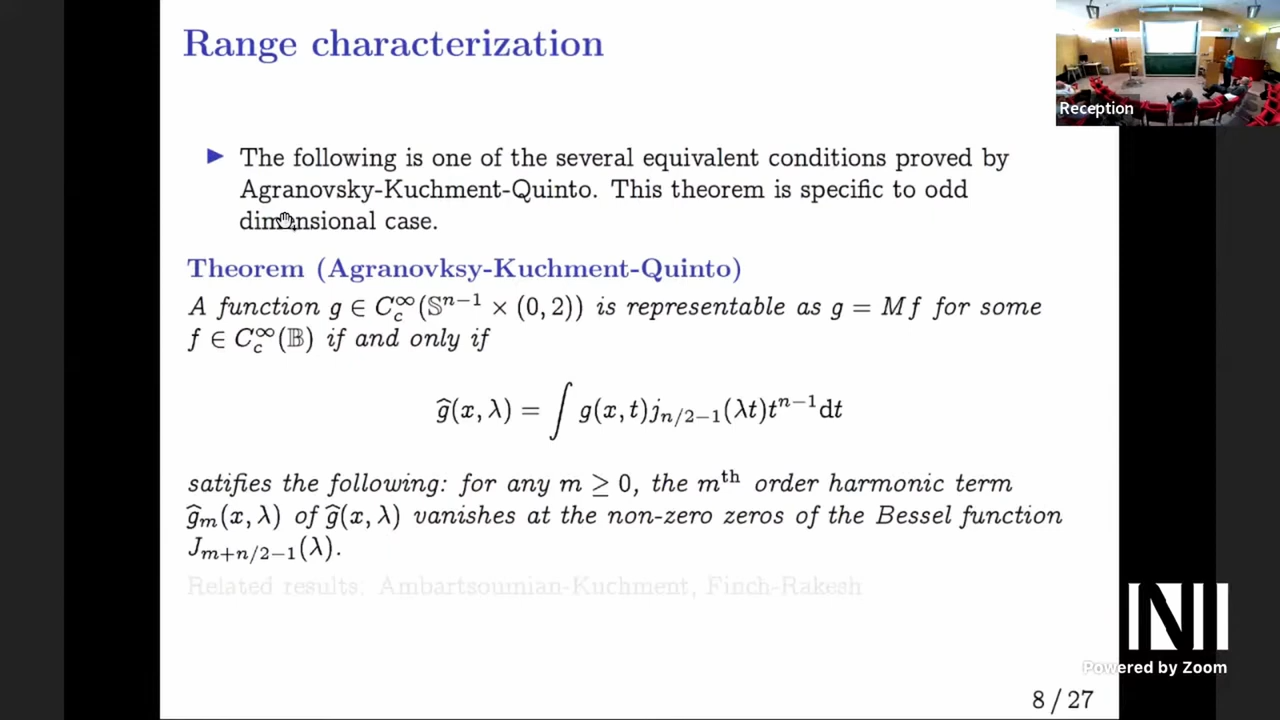 Range characterization
Reception
▶ The following is one of the several equivalent conditions proved by
Agranovsky-Kuchment-Quinto. This theorem is specific to odd
dimensional case.
Theorem (Agranovksy-Kuchment-Quinto)
A function g ∈ C_c^∞(𝕊^{n−1} × (0, 2)) is representable as g = Mf for some
f ∈ C_c^∞(𝔹) if and only if
ĝ(x, λ) = ∫ g(x, t)j_{n/2−1}(λt)t^{n−1}dt
satifies the following: for any m ≥ 0, the m^{th} order harmonic term
ĝ_m(x, λ) of ĝ(x, λ) vanishes at the non-zero zeros of the Bessel function
J_{m+n/2−1}(λ).
Related results: Ambartsoumian-Kuchment, Finch-Rakesh
NI
Powered by Zoom
8 / 27